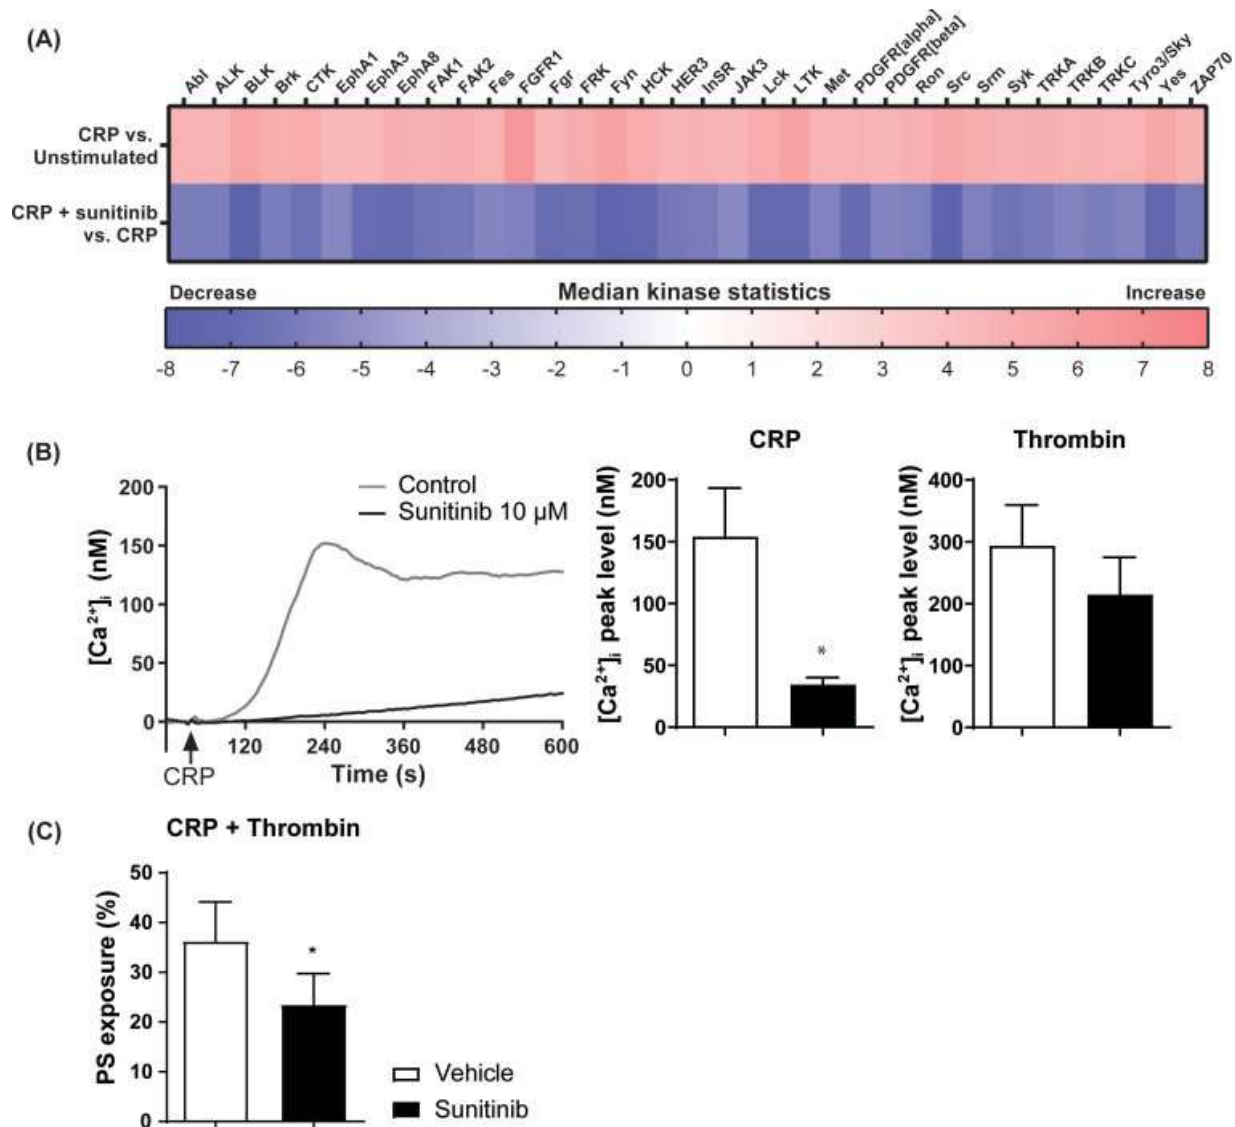 (A)
Abl ALK BLK Brk CTK EphA1 EphA3 EphA8 FAK1 FAK2 Fes FGFR1 Fgr FRK Fyn HCK HER3 InSR JAK3 Lck LTK Met PDGFR[alpha] PDGFR[beta] Ron Src Srm Syk TRKA TRKB TRKC Tyro3/Sky Yes ZAP70
CRP vs.
Unstimulated
CRP + sunitinib
vs. CRP
Decrease Median kinase statistics Increase
-8 -7 -6 -5 -4 -3 -2 -1 0 1 2 3 4 5 6 7 8
(B)
[Ca²⁺]i (nM)
200
150
100
50
0
Control
Sunitinib 10 µM
120 240 360 480 600
CRP
Time (s)
CRP
[Ca²⁺]i peak level (nM)
200
150
100
50
0
*
Thrombin
[Ca²⁺]i peak level (nM)
400
300
200
100
0
(C)
CRP + Thrombin
PS exposure (%)
50
40
30
20
10
0
*
Vehicle
Sunitinib